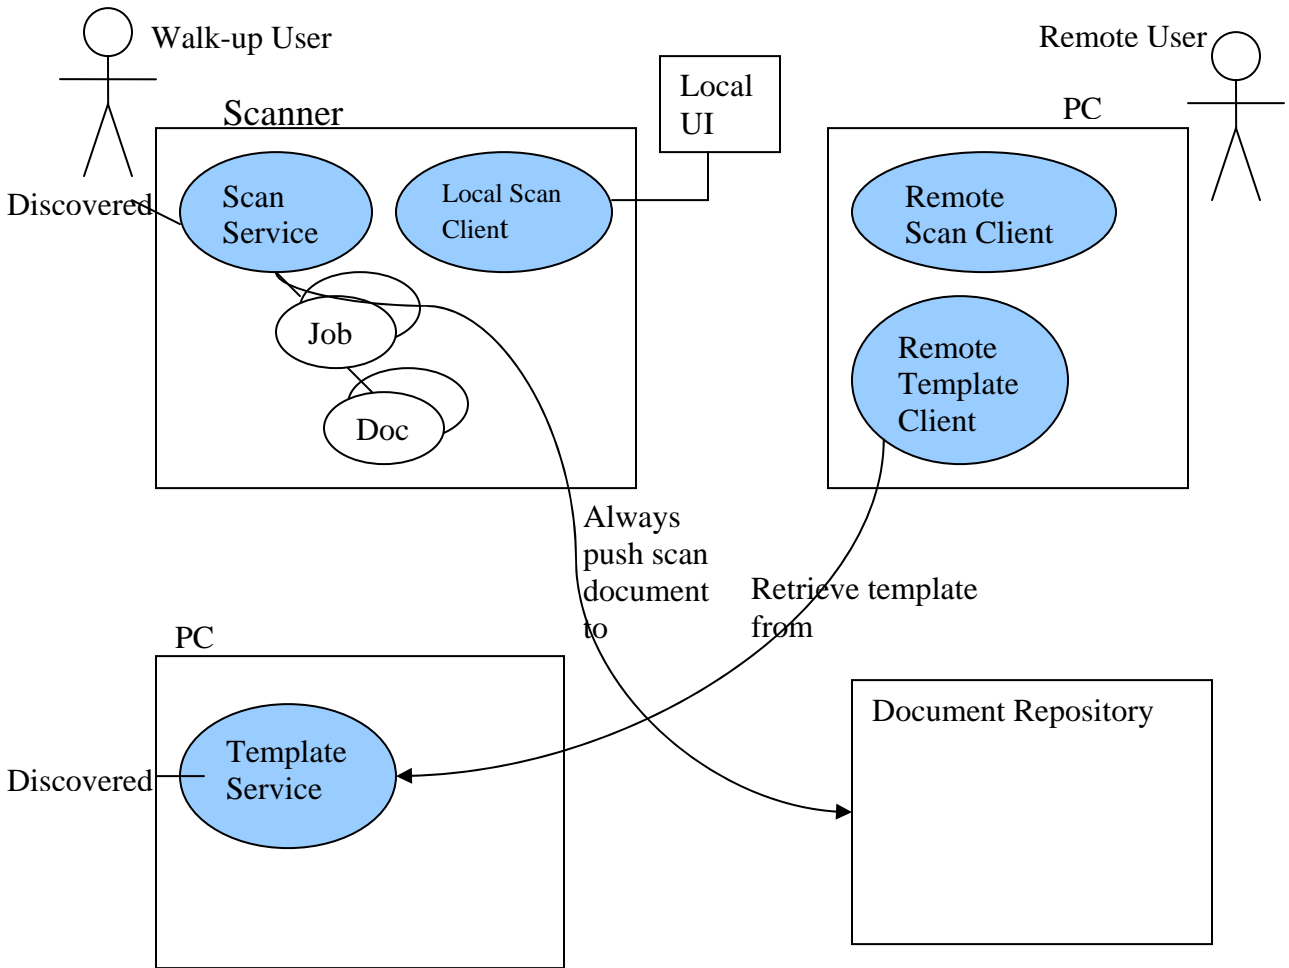 Walk-up User
Remote User
Local
UI
Scanner
PC
Discovered
Scan
Service
Local Scan
Client
Remote
Scan Client
Job
Remote
Template
Client
Doc
Always
push scan
document
to
Retrieve template
from
PC
Document Repository
Discovered
Template
Service